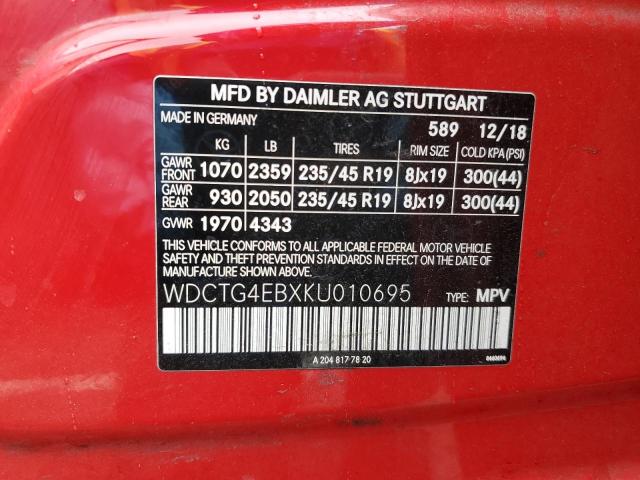 MFD BY DAIMLER AG STUTTGART
MADE IN GERMANY 589 12/18
KG LB TIRES RIM SIZE COLD KPA(PSI)
GAWR FRONT 1070 2359 235/45 R19 8Jx19 300(44)
GAWR REAR 930 2050 235/45 R19 8Jx19 300(44)
GVWR 1970 4343
THIS VEHICLE CONFORMS TO ALL APPLICABLE FEDERAL MOTOR VEHICLE
SAFETY AND THEFT PREVENTION STANDARDS IN EFFECT
ON THE DATE OF MANUFACTURE SHOWN ABOVE.
WDCTG4EBXKU010695 TYPE: MPV
A 204 817 78 20